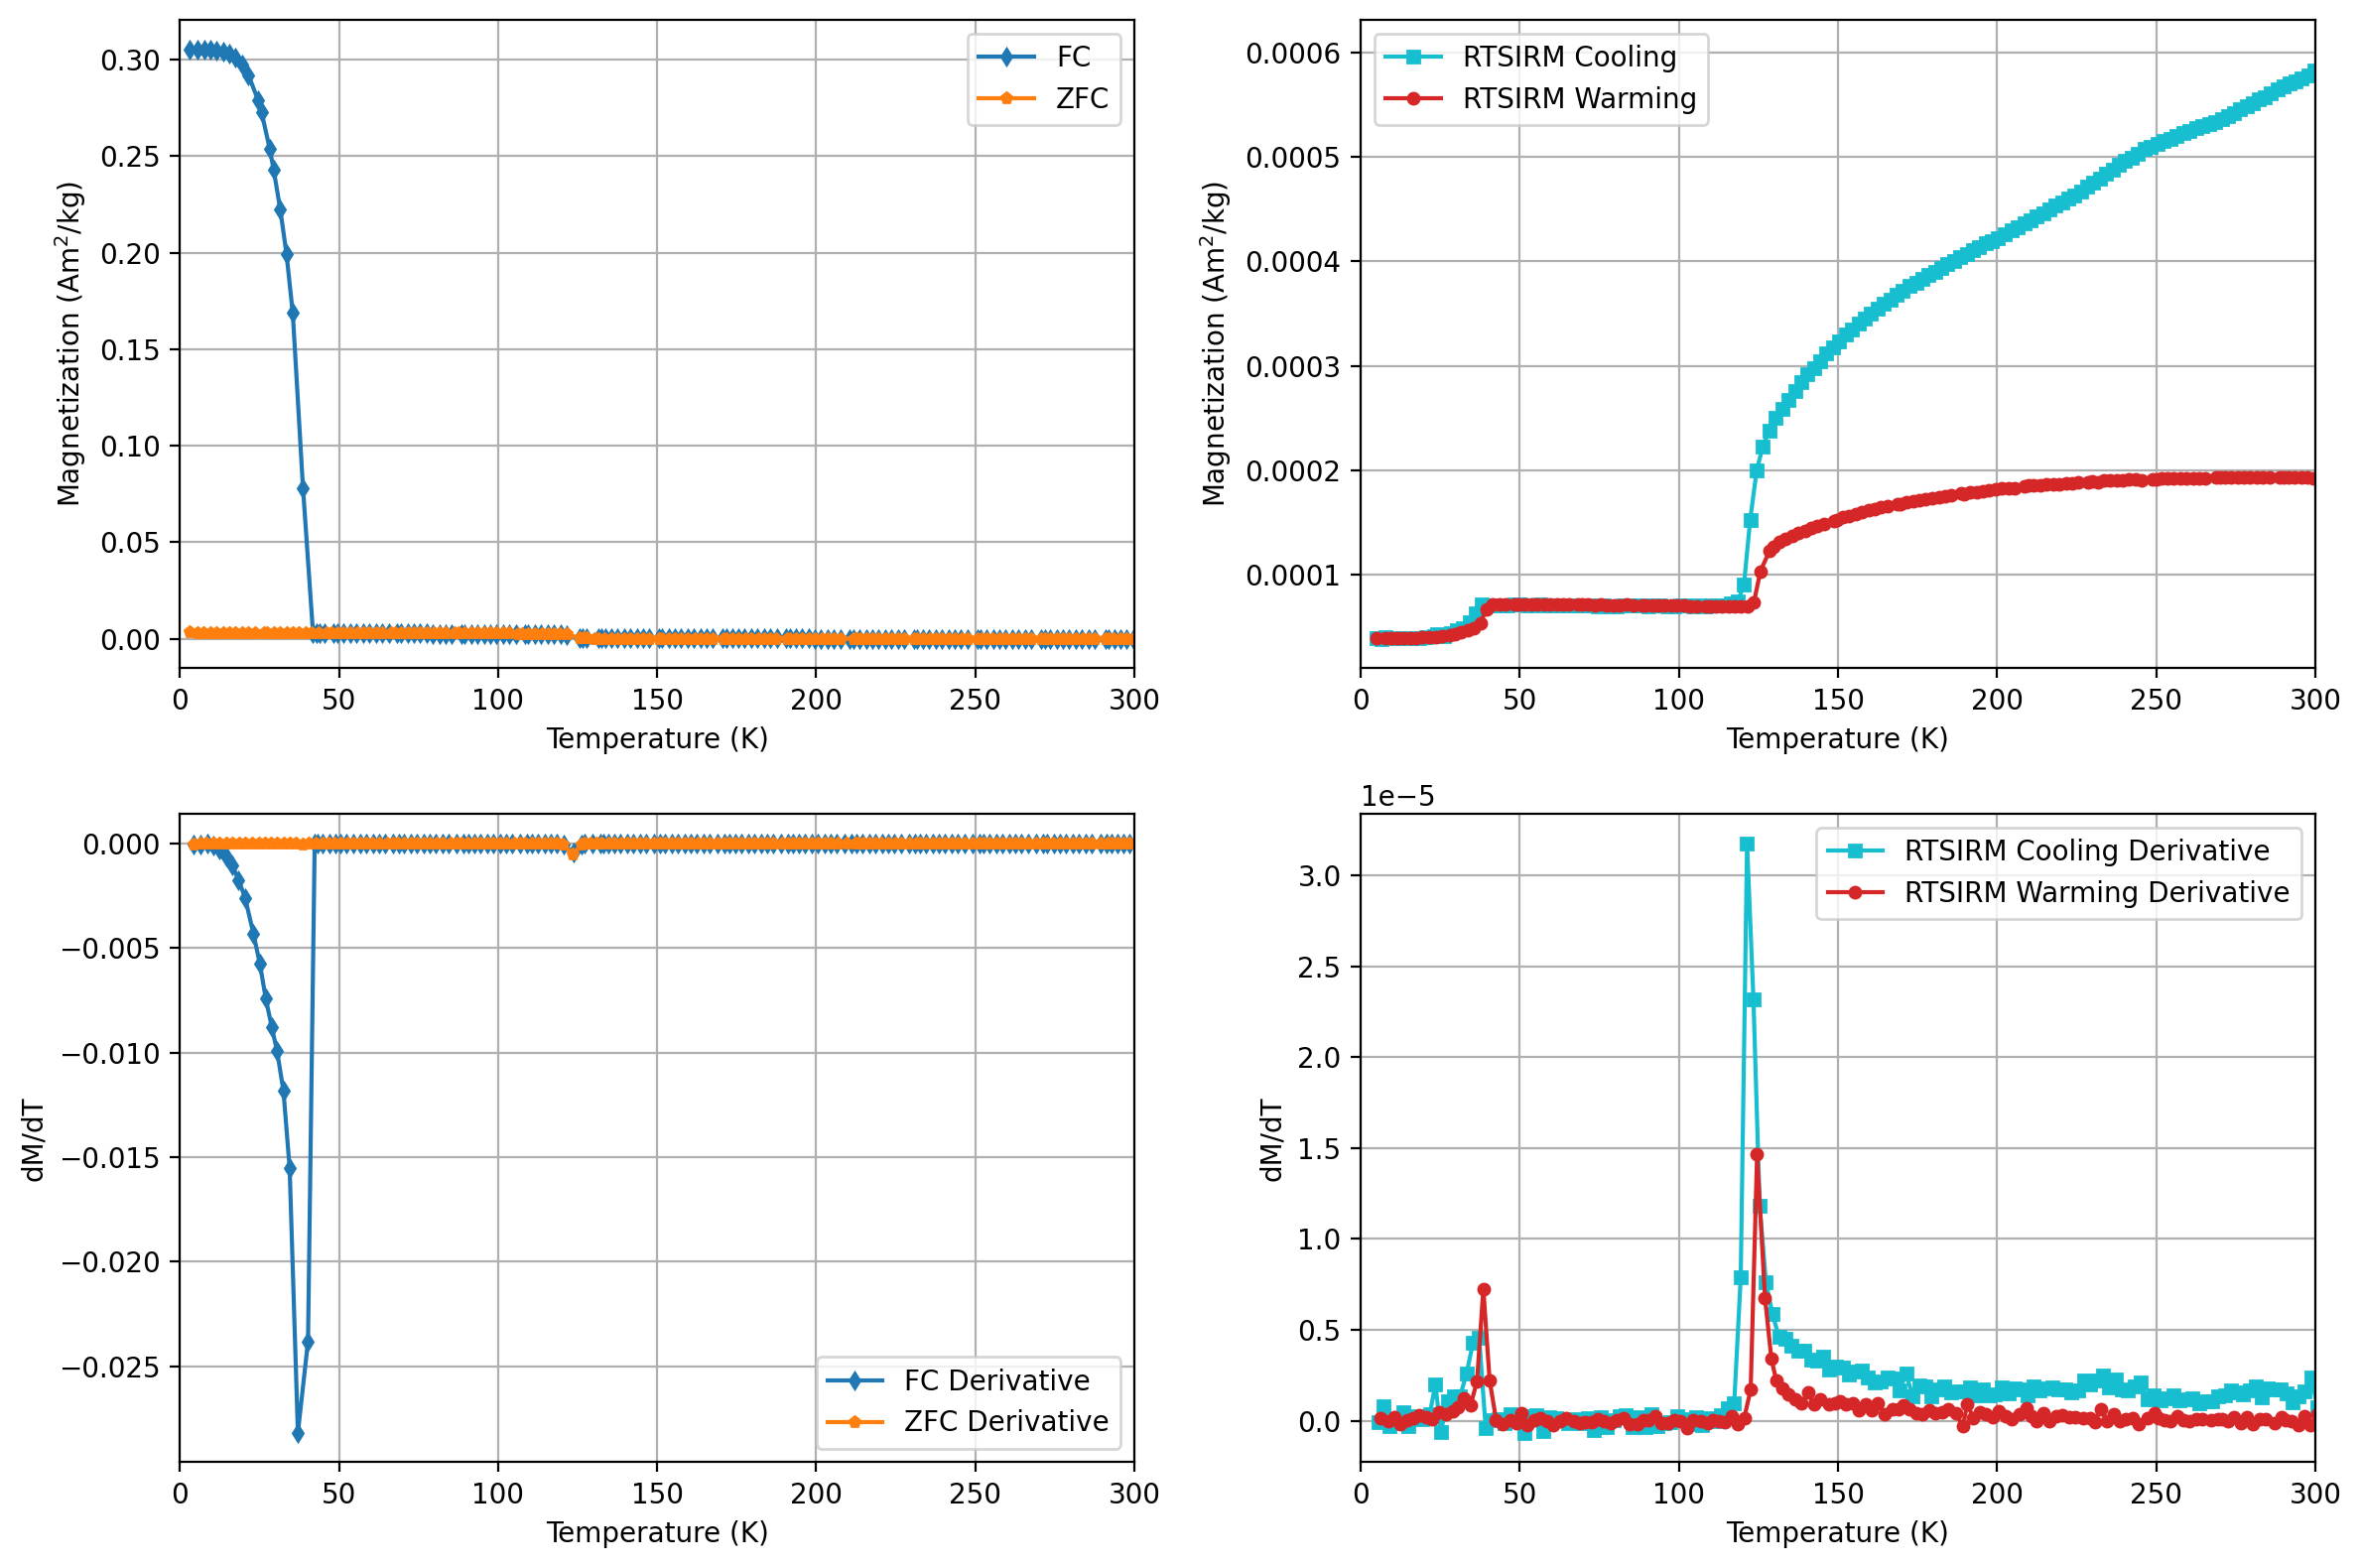 0.30
0.25
0.20
0.15
0.10
0.05
0.00
Magnetization (Am²/kg)
FC
ZFC
0 50 100 150 200 250 300
Temperature (K)
0.0006
0.0005
0.0004
0.0003
0.0002
0.0001
Magnetization (Am²/kg)
RTSIRM Cooling
RTSIRM Warming
0 50 100 150 200 250 300
Temperature (K)
0.000
−0.005
−0.010
−0.015
−0.020
−0.025
dM/dT
FC Derivative
ZFC Derivative
0 50 100 150 200 250 300
Temperature (K)
1e−5
3.0
2.5
2.0
1.5
1.0
0.5
0.0
dM/dT
RTSIRM Cooling Derivative
RTSIRM Warming Derivative
0 50 100 150 200 250 300
Temperature (K)